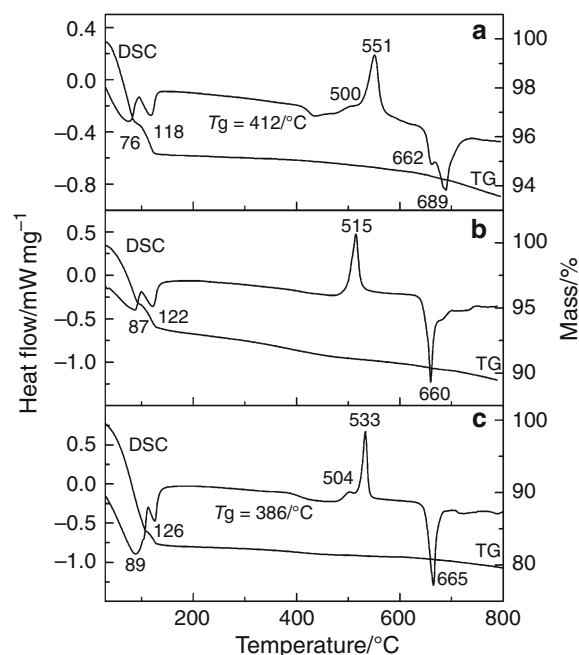 0.4
0.0
−0.4
−0.8
DSC
76
118
Tg = 412/°C
500
551
662
689
TG
a
100
98
96
94
0.5
0.0
−0.5
−1.0
DSC
87
122
515
660
TG
b
100
95
90
0.5
0.0
−0.5
−1.0
DSC
89
126
Tg = 386/°C
504
533
665
TG
c
100
90
80
200
400
600
800
Heat flow/mW mg⁻¹
Mass/%
Temperature/°C